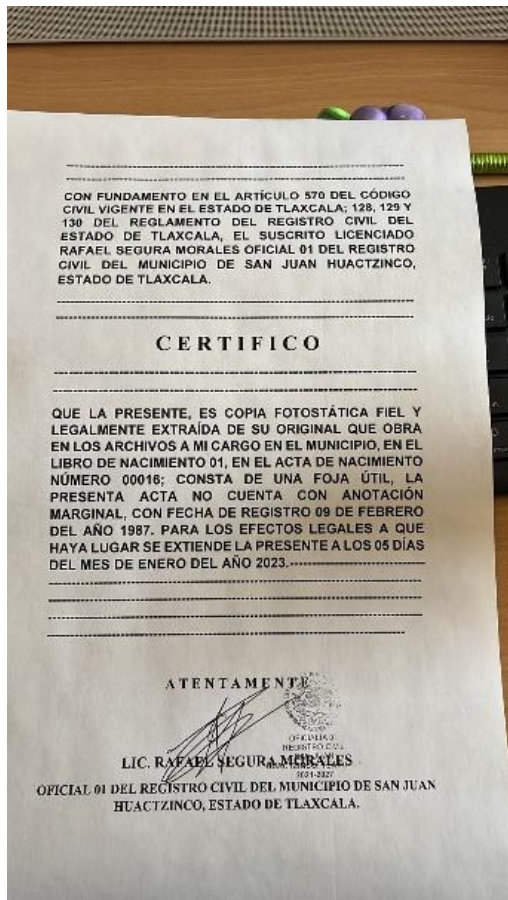 CON FUNDAMENTO EN EL ARTÍCULO 570 DEL CÓDIGO
CIVIL VIGENTE EN EL ESTADO DE TLAXCALA; 128, 129 Y
130 DEL REGLAMENTO DEL REGISTRO CIVIL DEL
ESTADO DE TLAXCALA, EL SUSCRITO LICENCIADO
RAFAEL SEGURA MORALES OFICIAL 01 DEL REGISTRO
CIVIL DEL MUNICIPIO DE SAN JUAN HUACTZINCO,
ESTADO DE TLAXCALA.
CERTIFICO
QUE LA PRESENTE, ES COPIA FOTOSTÁTICA FIEL Y
LEGALMENTE EXTRAÍDA DE SU ORIGINAL QUE OBRA
EN LOS ARCHIVOS A MI CARGO EN EL MUNICIPIO, EN EL
LIBRO DE NACIMIENTO 01, EN EL ACTA DE NACIMIENTO
NÚMERO 00016; CONSTA DE UNA FOJA ÚTIL, LA
PRESENTA ACTA NO CUENTA CON ANOTACIÓN
MARGINAL, CON FECHA DE REGISTRO 09 DE FEBRERO
DEL AÑO 1987. PARA LOS EFECTOS LEGALES A QUE
HAYA LUGAR SE EXTIENDE LA PRESENTE A LOS 05 DÍAS
DEL MES DE ENERO DEL AÑO 2023.
ATENTAMENTE
OFICIALIA 01
REGISTRO CIVIL
LIC. RAFAEL SEGURA MORALES
2021-2027
OFICIAL 01 DEL REGISTRO CIVIL DEL MUNICIPIO DE SAN JUAN
HUACTZINCO, ESTADO DE TLAXCALA.